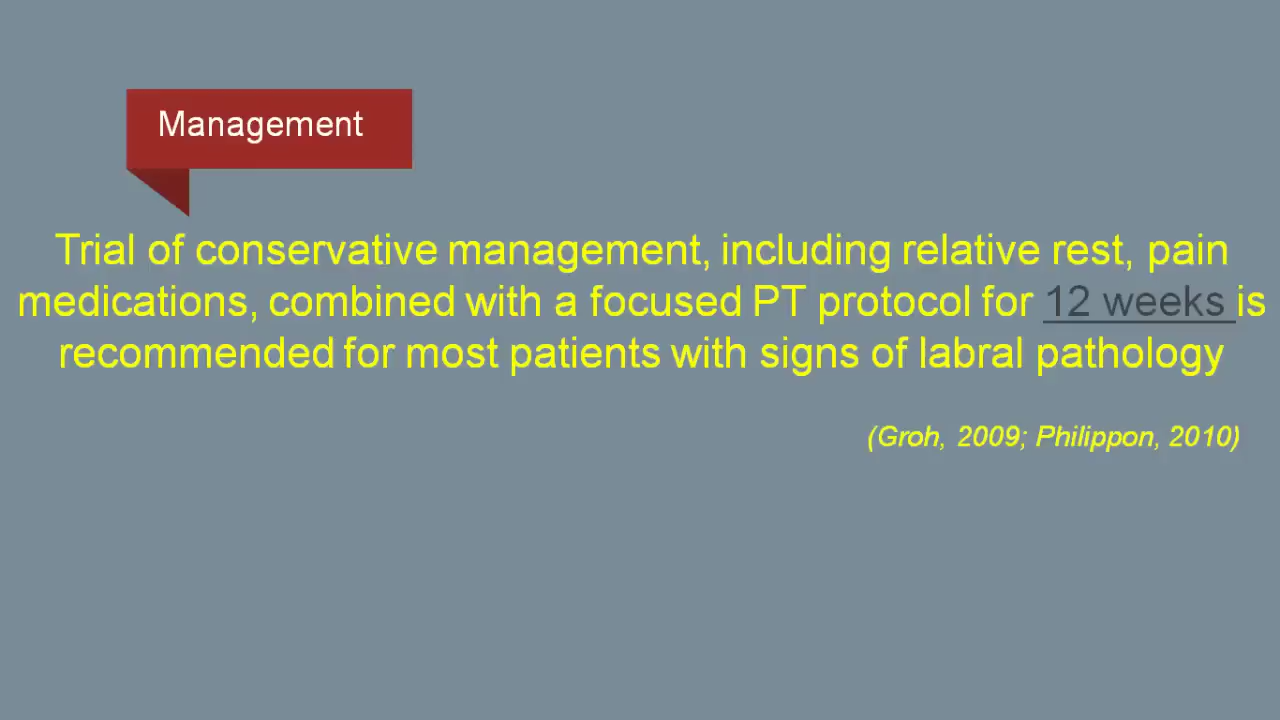 Management
Trial of conservative management, including relative rest, pain
medications, combined with a focused PT protocol for 12 weeks is
recommended for most patients with signs of labral pathology
(Groh, 2009; Philippon, 2010)